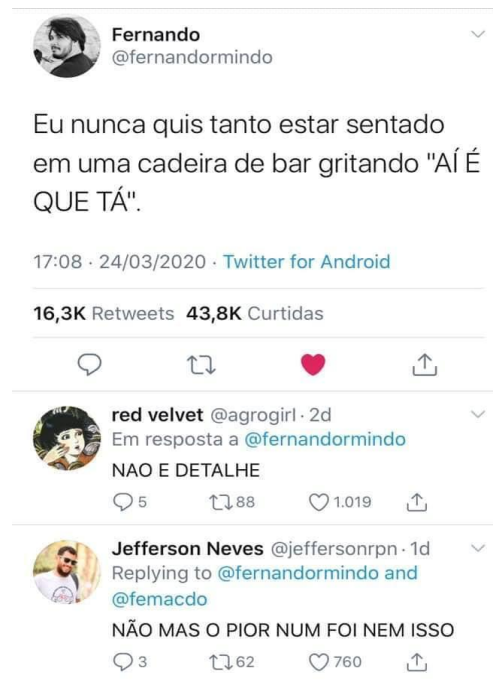 Fernando
@fernandormindo
Eu nunca quis tanto estar sentado
em uma cadeira de bar gritando "AÍ É
QUE TÁ".
17:08 · 24/03/2020 · Twitter for Android
16,3K Retweets 43,8K Curtidas
red velvet @agrogirl · 2d
Em resposta a @fernandormindo
NAO E DETALHE
5 88 1.019
Jefferson Neves @jeffersonrpn · 1d
Replying to @fernandormindo and
@femacdo
NÃO MAS O PIOR NUM FOI NEM ISSO
3 62 760